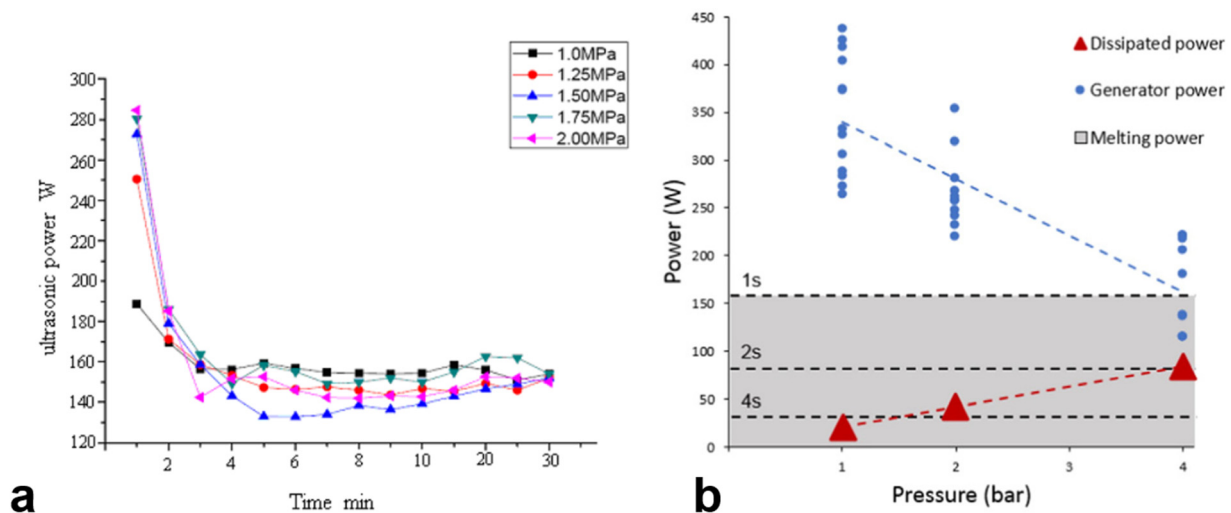 1.0MPa
1.25MPa
1.50MPa
1.75MPa
2.00MPa
300
280
260
240
220
200
180
160
140
120
ultrasonic power W
2 4 6 8 10 20 30
Time min
a
Dissipated power
Generator power
Melting power
450
400
350
300
250
200
150
100
50
0
Power (W)
1s
2s
4s
1 2 3 4
Pressure (bar)
b